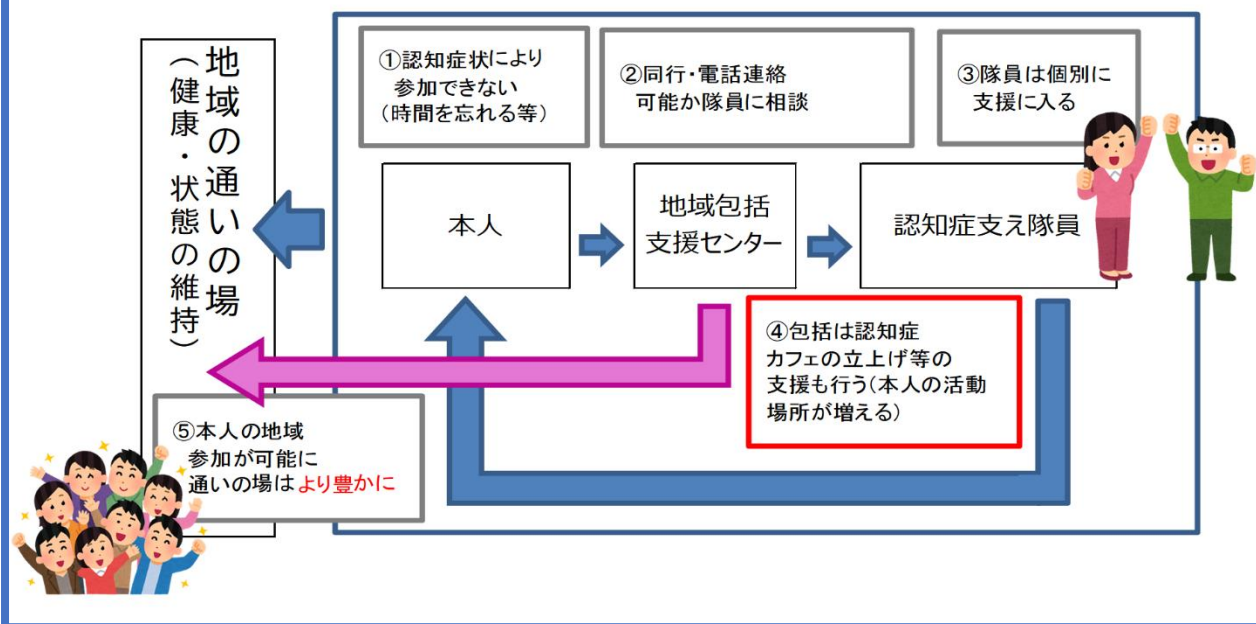 地域の通いの場
（健康・状態の維持）
①認知症状により
参加できない
（時間を忘れる等）
②同行・電話連絡
可能か隊員に相談
③隊員は個別に
支援に入る
本人
地域包括
支援センター
認知症支え隊員
④包括は認知症
カフェの立上げ等の
支援も行う（本人の活動
場所が増える）
⑤本人の地域
参加が可能に
通いの場はより豊かに